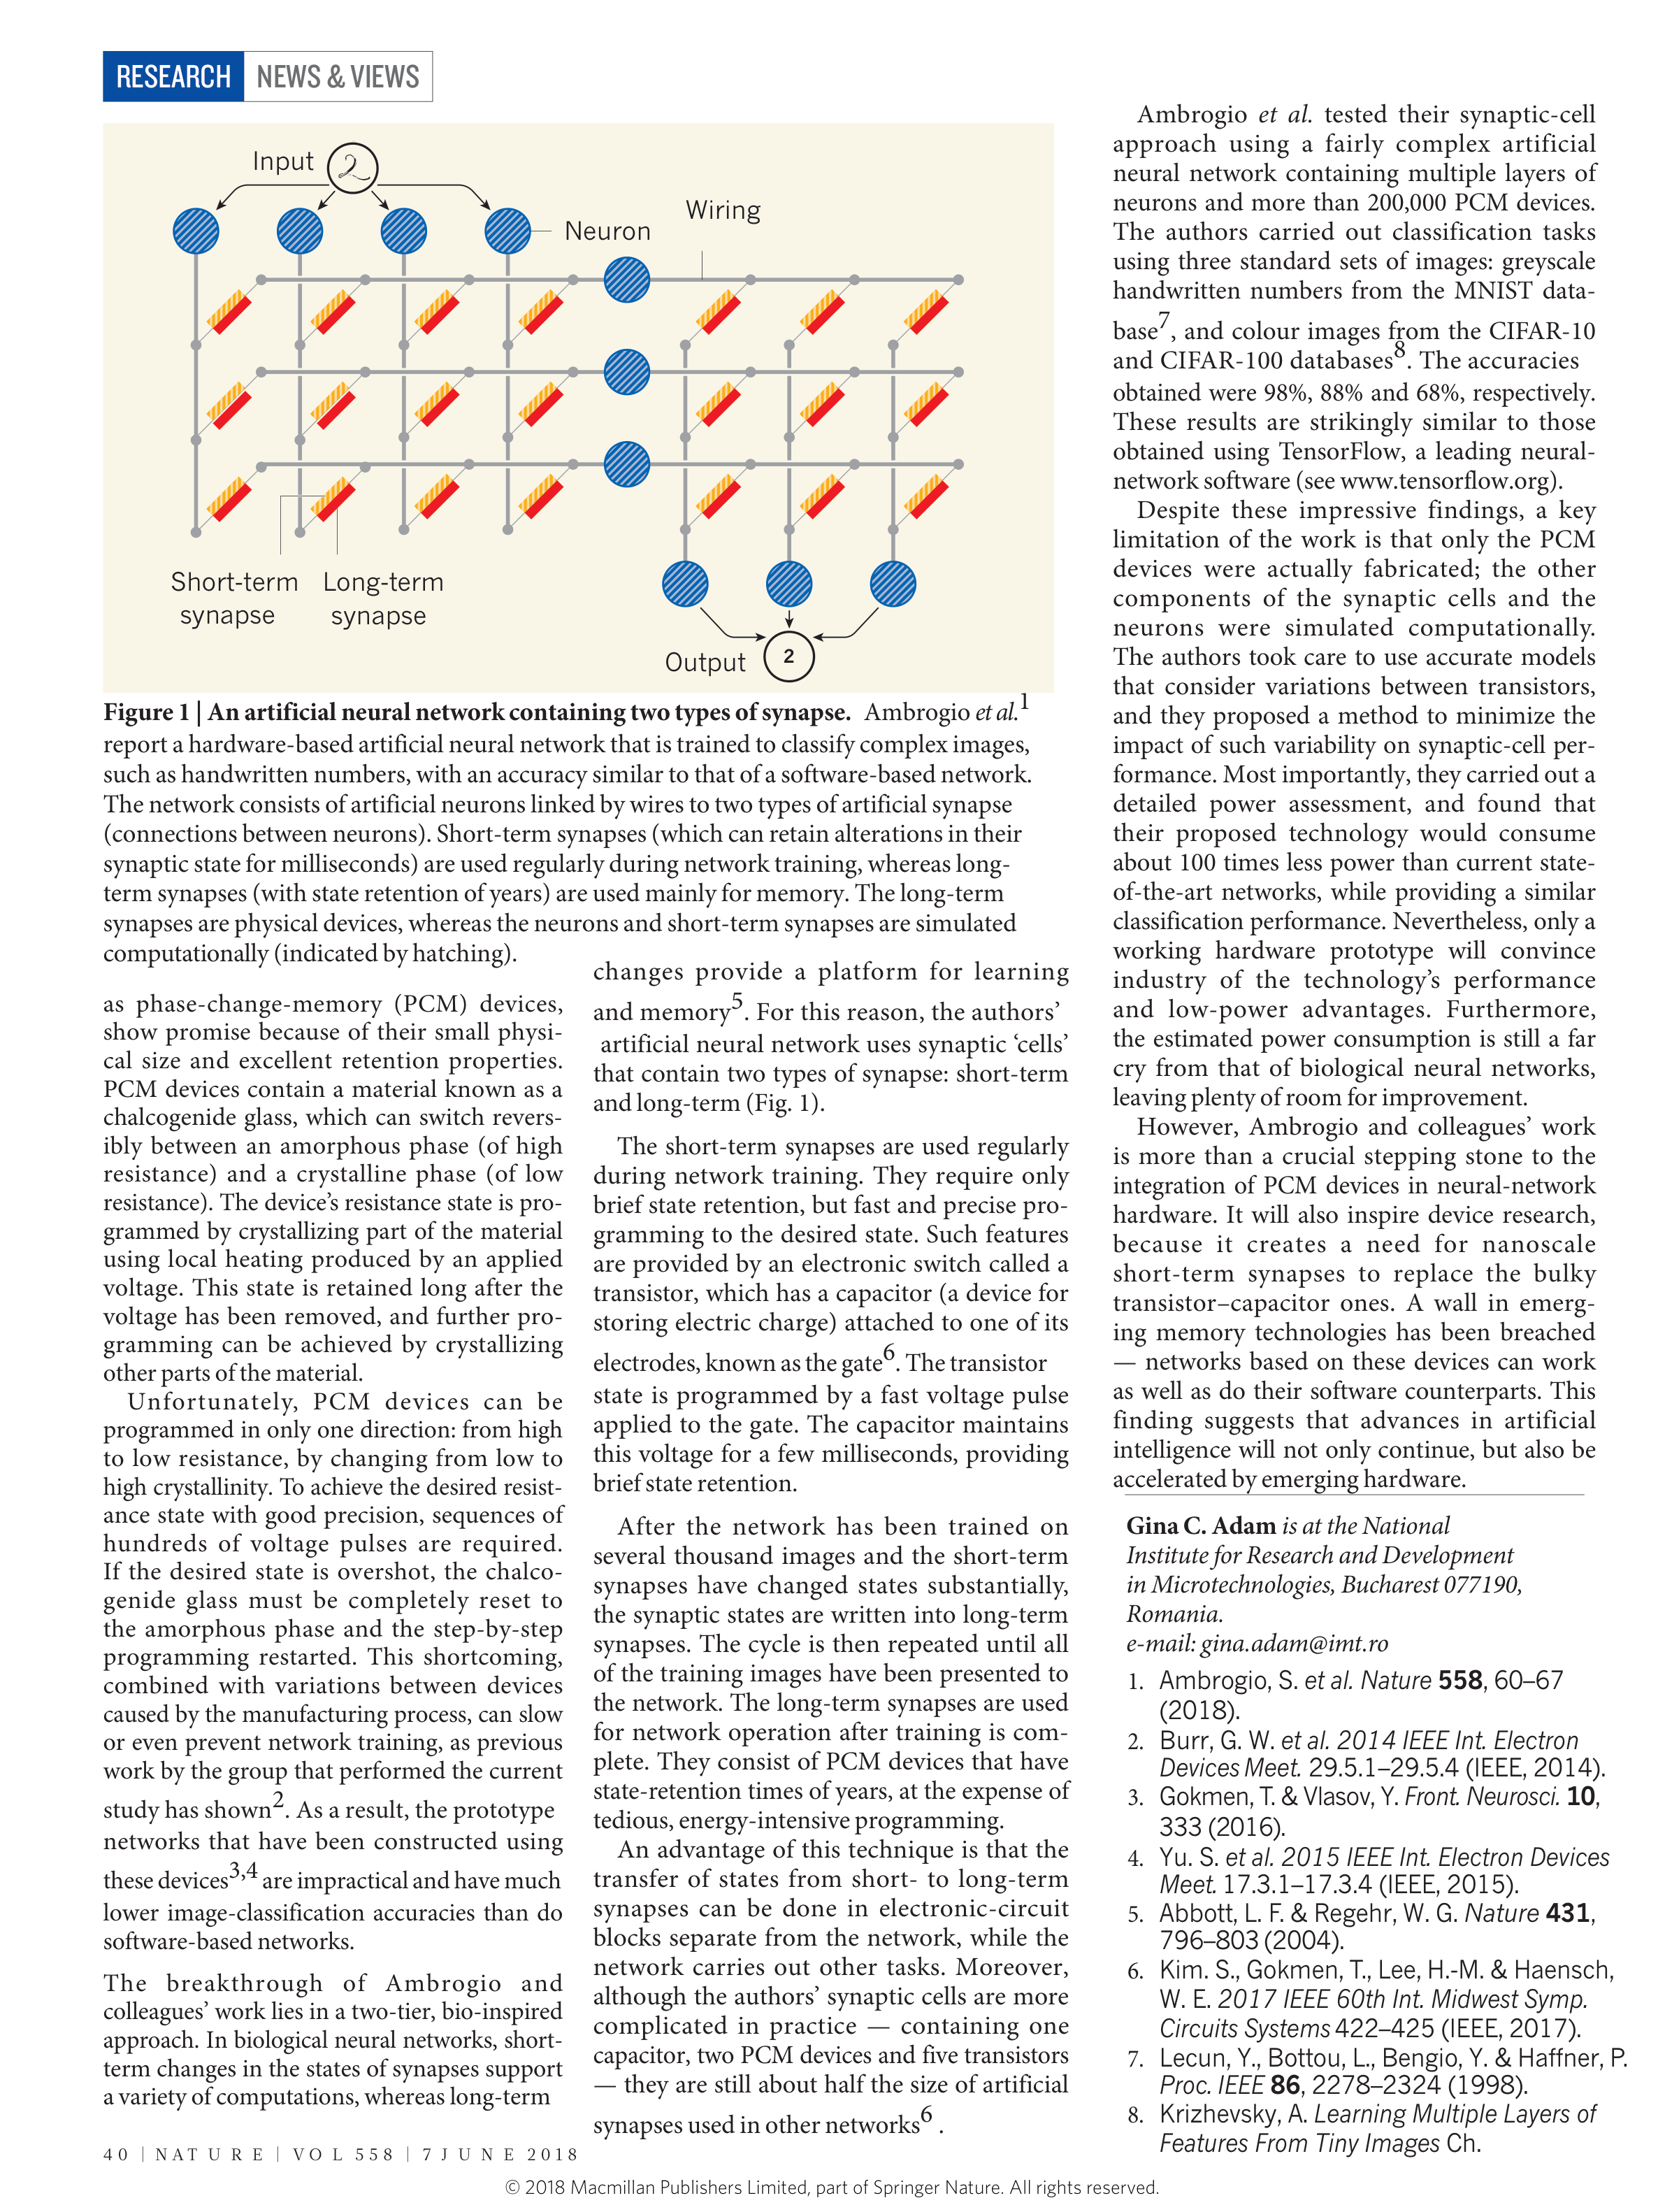 RESEARCH NEWS & VIEWS
Input 2
Neuron
Wiring
Short-term synapse
Long-term synapse
Output 2
Figure 1 | An artificial neural network containing two types of synapse. Ambrogio et al.1
report a hardware-based artificial neural network that is trained to classify complex images,
such as handwritten numbers, with an accuracy similar to that of a software-based network.
The network consists of artificial neurons linked by wires to two types of artificial synapse
(connections between neurons). Short-term synapses (which can retain alterations in their
synaptic state for milliseconds) are used regularly during network training, whereas long-
term synapses (with state retention of years) are used mainly for memory. The long-term
synapses are physical devices, whereas the neurons and short-term synapses are simulated
computationally (indicated by hatching).
as phase-change-memory (PCM) devices,
show promise because of their small physi-
cal size and excellent retention properties.
PCM devices contain a material known as a
chalcogenide glass, which can switch revers-
ibly between an amorphous phase (of high
resistance) and a crystalline phase (of low
resistance). The device's resistance state is pro-
grammed by crystallizing part of the material
using local heating produced by an applied
voltage. This state is retained long after the
voltage has been removed, and further pro-
gramming can be achieved by crystallizing
other parts of the material.
Unfortunately, PCM devices can be
programmed in only one direction: from high
to low resistance, by changing from low to
high crystallinity. To achieve the desired resist-
ance state with good precision, sequences of
hundreds of voltage pulses are required.
If the desired state is overshot, the chalco-
genide glass must be completely reset to
the amorphous phase and the step-by-step
programming restarted. This shortcoming,
combined with variations between devices
caused by the manufacturing process, can slow
or even prevent network training, as previous
work by the group that performed the current
study has shown2. As a result, the prototype
networks that have been constructed using
these devices3,4 are impractical and have much
lower image-classification accuracies than do
software-based networks.
The breakthrough of Ambrogio and
colleagues' work lies in a two-tier, bio-inspired
approach. In biological neural networks, short-
term changes in the states of synapses support
a variety of computations, whereas long-term
changes provide a platform for learning
and memory5. For this reason, the authors'
artificial neural network uses synaptic 'cells'
that contain two types of synapse: short-term
and long-term (Fig. 1).
The short-term synapses are used regularly
during network training. They require only
brief state retention, but fast and precise pro-
gramming to the desired state. Such features
are provided by an electronic switch called a
transistor, which has a capacitor (a device for
storing electric charge) attached to one of its
electrodes, known as the gate6. The transistor
state is programmed by a fast voltage pulse
applied to the gate. The capacitor maintains
this voltage for a few milliseconds, providing
brief state retention.
After the network has been trained on
several thousand images and the short-term
synapses have changed states substantially,
the synaptic states are written into long-term
synapses. The cycle is then repeated until all
of the training images have been presented to
the network. The long-term synapses are used
for network operation after training is com-
plete. They consist of PCM devices that have
state-retention times of years, at the expense of
tedious, energy-intensive programming.
An advantage of this technique is that the
transfer of states from short- to long-term
synapses can be done in electronic-circuit
blocks separate from the network, while the
network carries out other tasks. Moreover,
although the authors' synaptic cells are more
complicated in practice — containing one
capacitor, two PCM devices and five transistors
— they are still about half the size of artificial
synapses used in other networks6 .
Ambrogio et al. tested their synaptic-cell
approach using a fairly complex artificial
neural network containing multiple layers of
neurons and more than 200,000 PCM devices.
The authors carried out classification tasks
using three standard sets of images: greyscale
handwritten numbers from the MNIST data-
base7, and colour images from the CIFAR-10
and CIFAR-100 databases8. The accuracies
obtained were 98%, 88% and 68%, respectively.
These results are strikingly similar to those
obtained using TensorFlow, a leading neural-
network software (see www.tensorflow.org).
Despite these impressive findings, a key
limitation of the work is that only the PCM
devices were actually fabricated; the other
components of the synaptic cells and the
neurons were simulated computationally.
The authors took care to use accurate models
that consider variations between transistors,
and they proposed a method to minimize the
impact of such variability on synaptic-cell per-
formance. Most importantly, they carried out a
detailed power assessment, and found that
their proposed technology would consume
about 100 times less power than current state-
of-the-art networks, while providing a similar
classification performance. Nevertheless, only a
working hardware prototype will convince
industry of the technology's performance
and low-power advantages. Furthermore,
the estimated power consumption is still a far
cry from that of biological neural networks,
leaving plenty of room for improvement.
However, Ambrogio and colleagues' work
is more than a crucial stepping stone to the
integration of PCM devices in neural-network
hardware. It will also inspire device research,
because it creates a need for nanoscale
short-term synapses to replace the bulky
transistor–capacitor ones. A wall in emerg-
ing memory technologies has been breached
— networks based on these devices can work
as well as do their software counterparts. This
finding suggests that advances in artificial
intelligence will not only continue, but also be
accelerated by emerging hardware.
Gina C. Adam is at the National
Institute for Research and Development
in Microtechnologies, Bucharest 077190,
Romania.
e-mail: gina.adam@imt.ro
1. Ambrogio, S. et al. Nature 558, 60–67
(2018).
2. Burr, G. W. et al. 2014 IEEE Int. Electron
Devices Meet. 29.5.1–29.5.4 (IEEE, 2014).
3. Gokmen, T. & Vlasov, Y. Front. Neurosci. 10,
333 (2016).
4. Yu. S. et al. 2015 IEEE Int. Electron Devices
Meet. 17.3.1–17.3.4 (IEEE, 2015).
5. Abbott, L. F. & Regehr, W. G. Nature 431,
796–803 (2004).
6. Kim. S., Gokmen, T., Lee, H.-M. & Haensch,
W. E. 2017 IEEE 60th Int. Midwest Symp.
Circuits Systems 422–425 (IEEE, 2017).
7. Lecun, Y., Bottou, L., Bengio, Y. & Haffner, P.
Proc. IEEE 86, 2278–2324 (1998).
8. Krizhevsky, A. Learning Multiple Layers of
Features From Tiny Images Ch.
40 | NATURE | VOL 558 | 7 JUNE 2018
© 2018 Macmillan Publishers Limited, part of Springer Nature. All rights reserved.